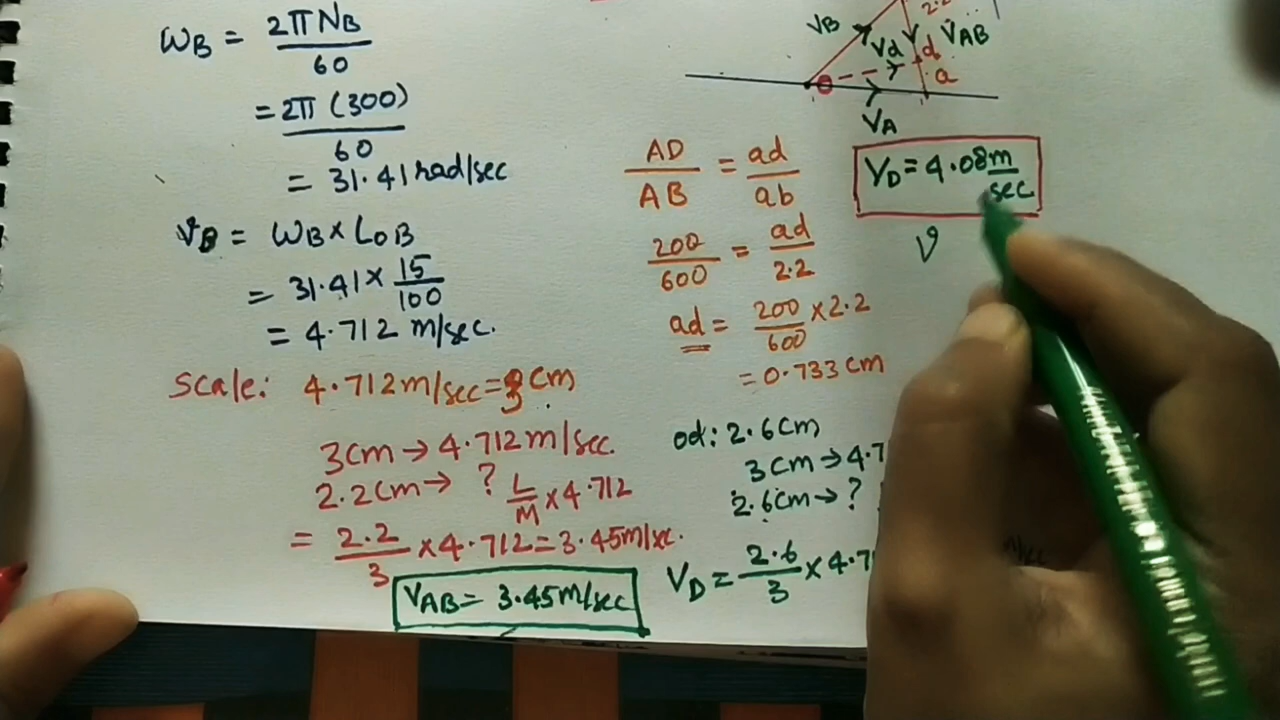 ωB = 2πNB / 60
= 2π (300) / 60
= 31.41 rad/sec
VB = ωB × LOB
= 31.41 × 15 / 100
= 4.712 m/sec.
Scale: 4.712 m/sec = 3 cm
3cm → 4.712 m/sec.
2.2cm → ? L/M × 4.712
= 2.2 / 3 × 4.712 = 3.45 m/sec.
VAB = 3.45 m/sec
2.2
VB
VAB
Vd
d
a
VA
AD / AB = ad / ab
VD = 4.08 m/sec
200 / 600 = ad / 2.2
V
ad = 200 / 600 × 2.2
= 0.733 cm
od: 2.6 cm
3 cm → 4.7
2.6cm → ?
VD = 2.6 / 3 × 4.7